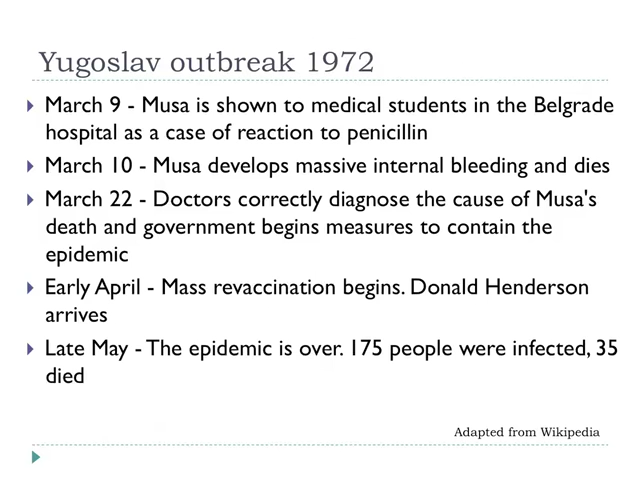 Yugoslav outbreak 1972
March 9 - Musa is shown to medical students in the Belgrade
hospital as a case of reaction to penicillin
March 10 - Musa develops massive internal bleeding and dies
March 22 - Doctors correctly diagnose the cause of Musa's
death and government begins measures to contain the
epidemic
Early April - Mass revaccination begins. Donald Henderson
arrives
Late May - The epidemic is over. 175 people were infected, 35
died
Adapted from Wikipedia